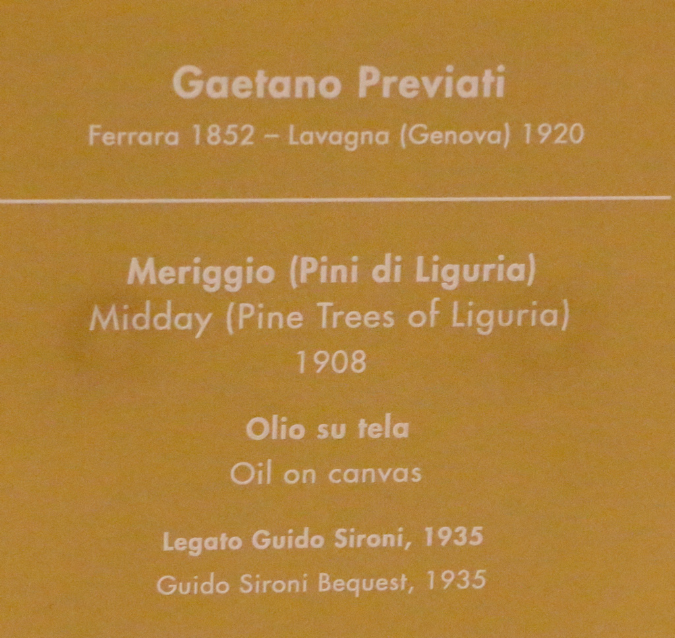 Gaetano Previati
Ferrara 1852 – Lavagna (Genova) 1920
Meriggio (Pini di Liguria)
Midday (Pine Trees of Liguria)
1908
Olio su tela
Oil on canvas
Legato Guido Sironi, 1935
Guido Sironi Bequest, 1935